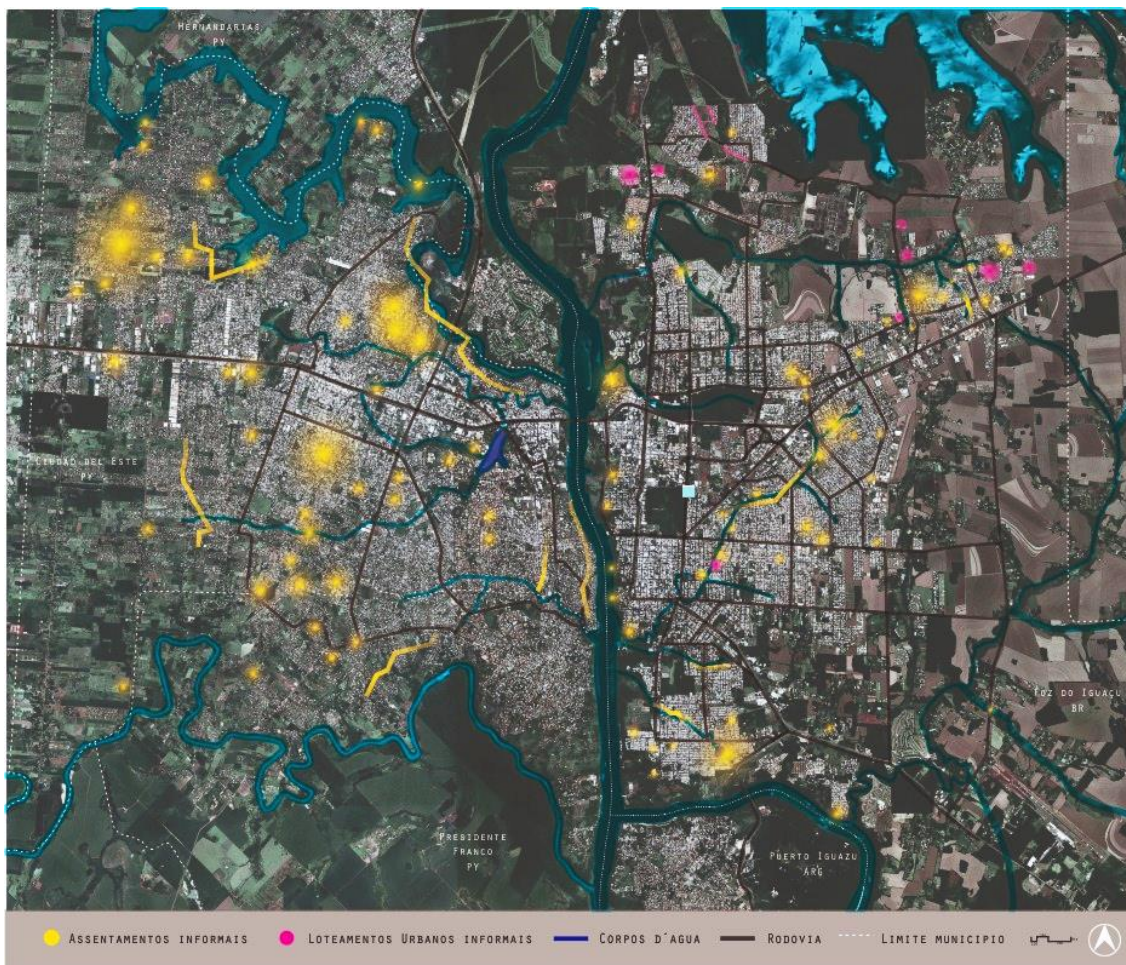 HERNANDARIAS
PY
CIUDAD DEL ESTE
FOZ DO IGUAÇU
BR
PRESIDENTE
FRANCO
PY
PUERTO IGUAZU
ARG
ASSENTAMENTOS INFORMAIS
LOTEAMENTOS URBANOS INFORMAIS
CORPOS D´AGUA
RODOVIA
LIMITE MUNICIPIO